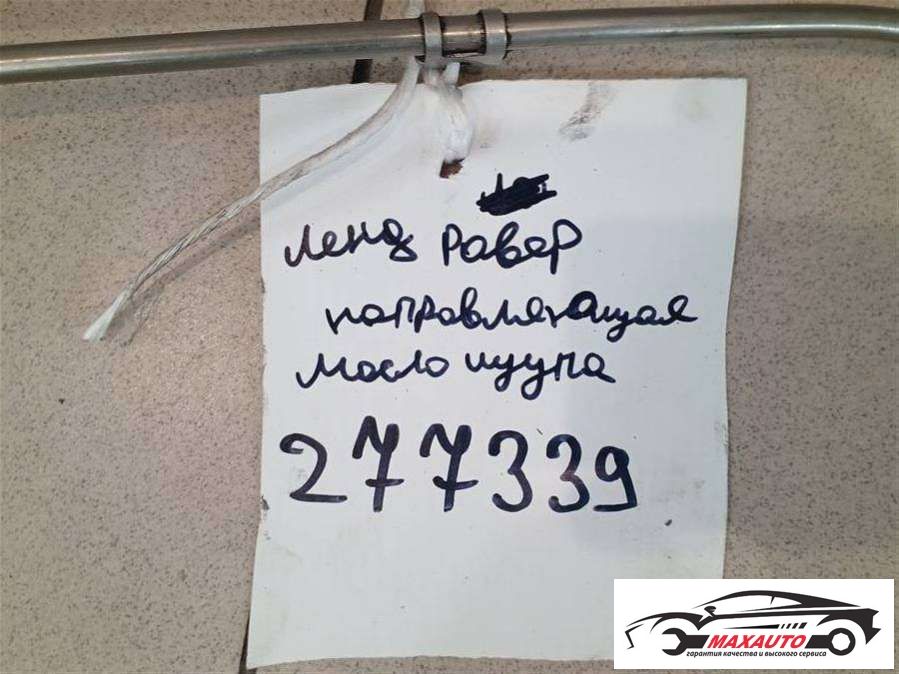 Ленд Ровер
направляющая
Масло щупа
277339
MAXAUTO
гарантия качества и высокого сервиса